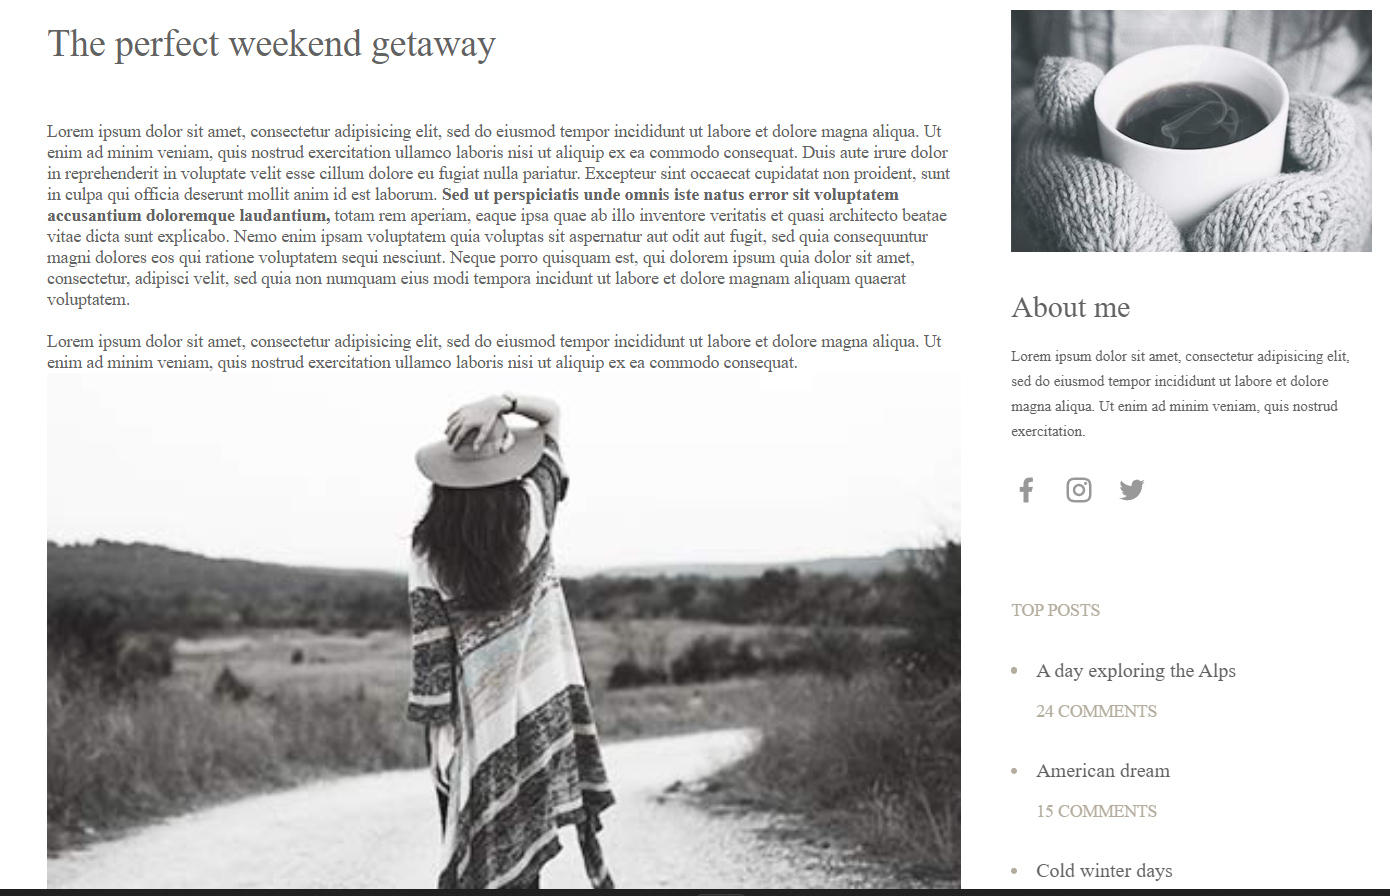 The perfect weekend getaway
Lorem ipsum dolor sit amet, consectetur adipisicing elit, sed do eiusmod tempor incididunt ut labore et dolore magna aliqua. Ut
enim ad minim veniam, quis nostrud exercitation ullamco laboris nisi ut aliquip ex ea commodo consequat. Duis aute irure dolor
in reprehenderit in voluptate velit esse cillum dolore eu fugiat nulla pariatur. Excepteur sint occaecat cupidatat non proident, sunt
in culpa qui officia deserunt mollit anim id est laborum. Sed ut perspiciatis unde omnis iste natus error sit voluptatem
accusantium doloremque laudantium, totam rem aperiam, eaque ipsa quae ab illo inventore veritatis et quasi architecto beatae
vitae dicta sunt explicabo. Nemo enim ipsam voluptatem quia voluptas sit aspernatur aut odit aut fugit, sed quia consequuntur
magni dolores eos qui ratione voluptatem sequi nesciunt. Neque porro quisquam est, qui dolorem ipsum quia dolor sit amet,
consectetur, adipisci velit, sed quia non numquam eius modi tempora incidunt ut labore et dolore magnam aliquam quaerat
voluptatem.
Lorem ipsum dolor sit amet, consectetur adipisicing elit, sed do eiusmod tempor incididunt ut labore et dolore magna aliqua. Ut
enim ad minim veniam, quis nostrud exercitation ullamco laboris nisi ut aliquip ex ea commodo consequat.
About me
Lorem ipsum dolor sit amet, consectetur adipisicing elit,
sed do eiusmod tempor incididunt ut labore et dolore
magna aliqua. Ut enim ad minim veniam, quis nostrud
exercitation.
TOP POSTS
A day exploring the Alps
24 COMMENTS
American dream
15 COMMENTS
Cold winter days